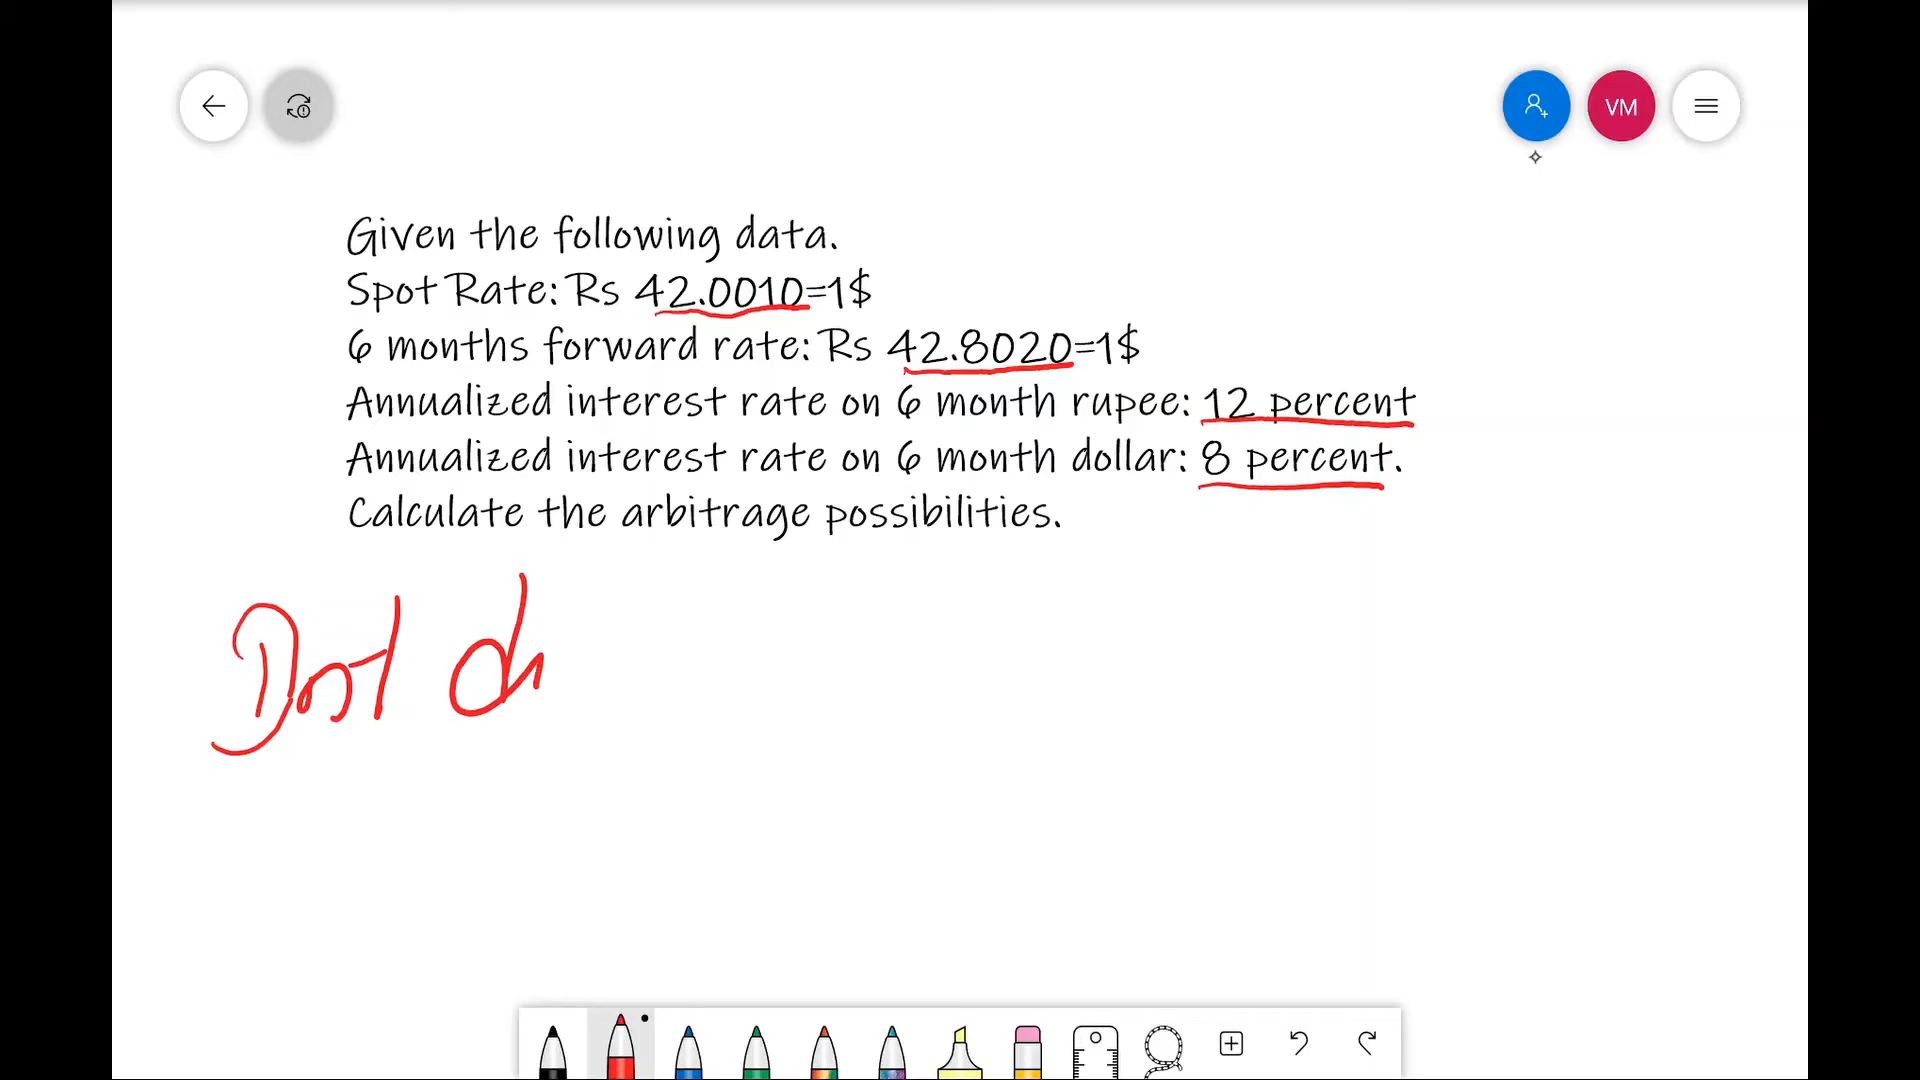 VM
Given the following data.
Spot Rate: Rs 42.0010=1$
6 months forward rate: Rs 42.8020=1$
Annualized interest rate on 6 month rupee: 12 percent
Annualized interest rate on 6 month dollar: 8 percent.
Calculate the arbitrage possibilities.